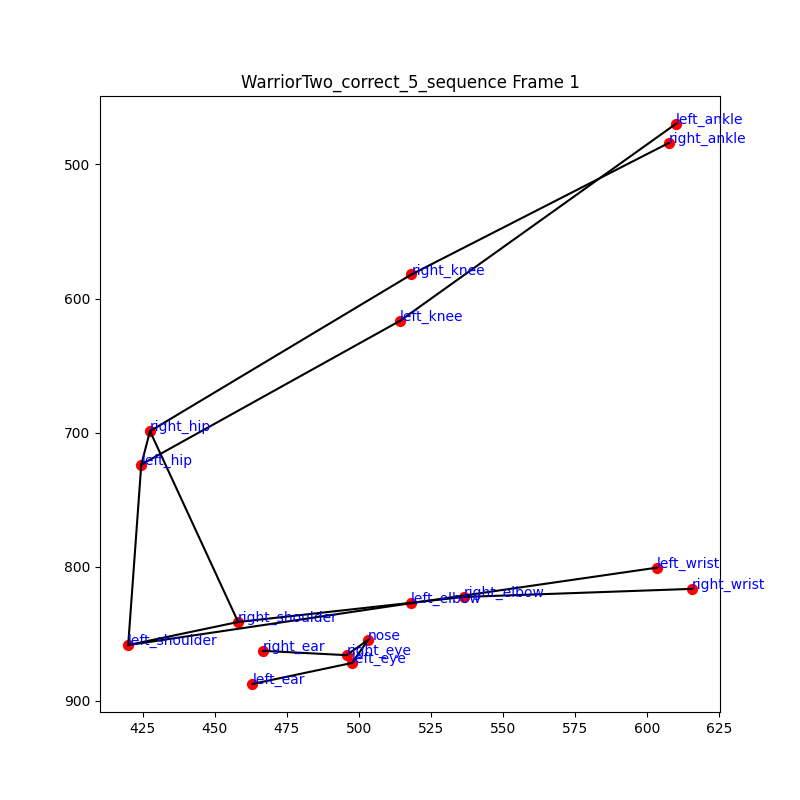 WarriorTwo_correct_5_sequence Frame 1
left_ankle
right_ankle
500
right_knee
600
left_knee
right_hip
700
left_hip
left_wrist
800
right_wrist
right_elbow
left_elbow
right_shoulder
nose
left_shoulder
right_ear
right_eye
left_eye
left_ear
900
425 450 475 500 525 550 575 600 625